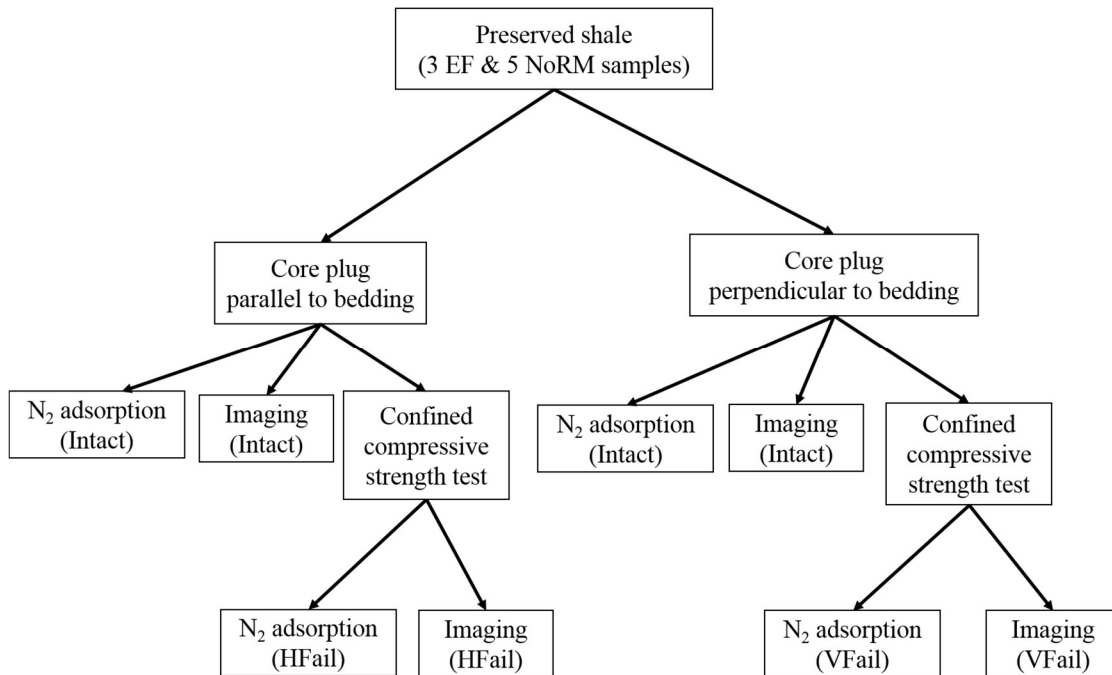 Preserved shale
(3 EF & 5 NoRM samples)
Core plug
parallel to bedding
Core plug
perpendicular to bedding
N₂ adsorption
(Intact)
Imaging
(Intact)
Confined
compressive
strength test
N₂ adsorption
(Intact)
Imaging
(Intact)
Confined
compressive
strength test
N₂ adsorption
(HFail)
Imaging
(HFail)
N₂ adsorption
(VFail)
Imaging
(VFail)